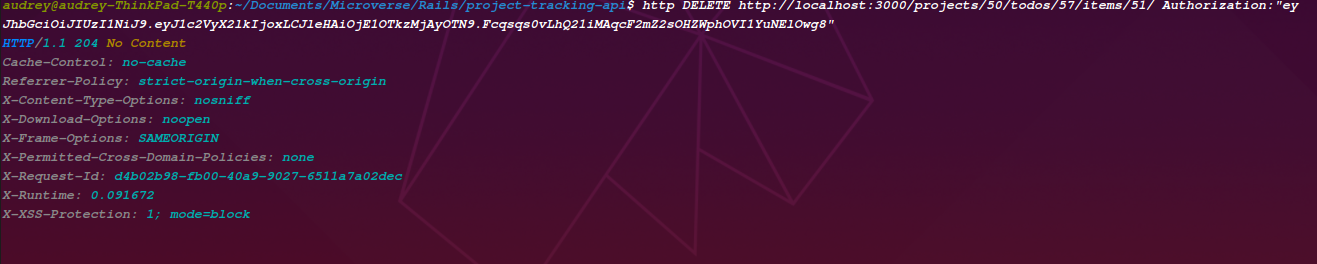 audrey@audrey-ThinkPad-T440p:~/Documents/Microverse/Rails/project-tracking-api$ http DELETE http://localhost:3000/projects/50/todos/57/items/51/ Authorization:"ey
JhbGciOiJIUzI1NiJ9.eyJ1c2VyX2lkIjoxLCJleHAiOjE1OTkzMjAyOTN9.Fcqsqs0vLhQ21iMAqcF2mZ2sOHZWphOVI1YuNElOwg8"
HTTP/1.1 204 No Content
Cache-Control: no-cache
Referrer-Policy: strict-origin-when-cross-origin
X-Content-Type-Options: nosniff
X-Download-Options: noopen
X-Frame-Options: SAMEORIGIN
X-Permitted-Cross-Domain-Policies: none
X-Request-Id: d4b02b98-fb00-40a9-9027-6511a7a02dec
X-Runtime: 0.091672
X-XSS-Protection: 1; mode=block